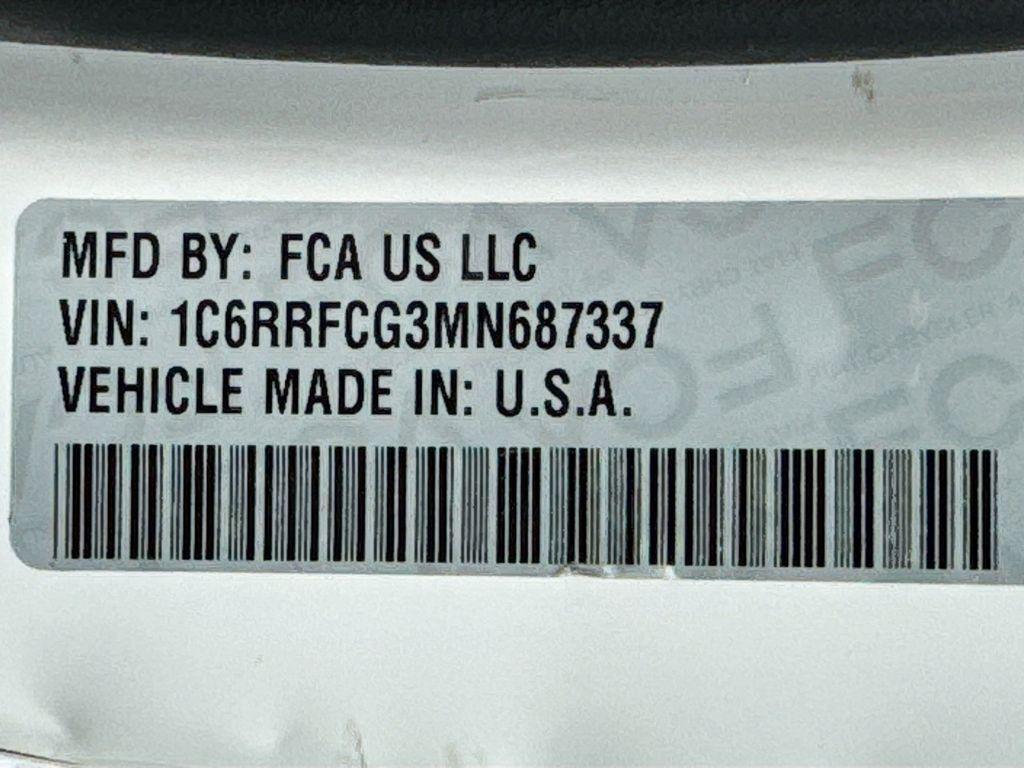 MFD BY: FCA US LLC
VIN: 1C6RRFCG3MN687337
VEHICLE MADE IN: U.S.A.